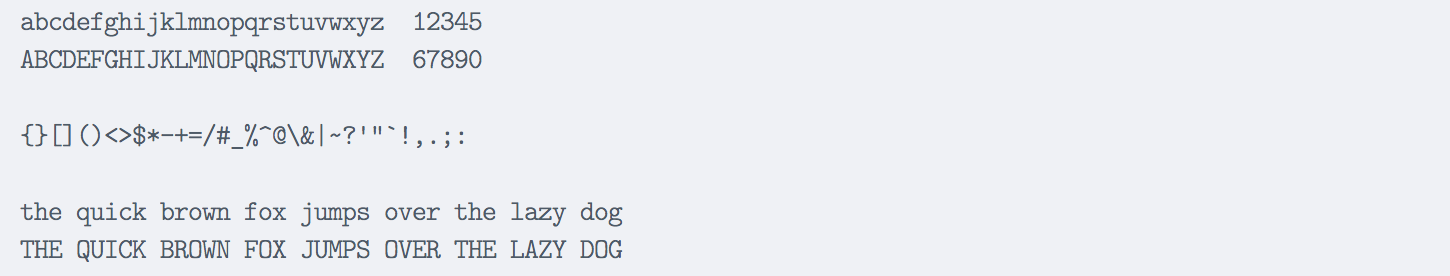 abcdefghijklmnopqrstuvwxyz  12345
ABCDEFGHIJKLMNOPQRSTUVWXYZ  67890
{}[]()<>$*-+=/#_%^@\&|~?'"`!,.;:
the quick brown fox jumps over the lazy dog
THE QUICK BROWN FOX JUMPS OVER THE LAZY DOG